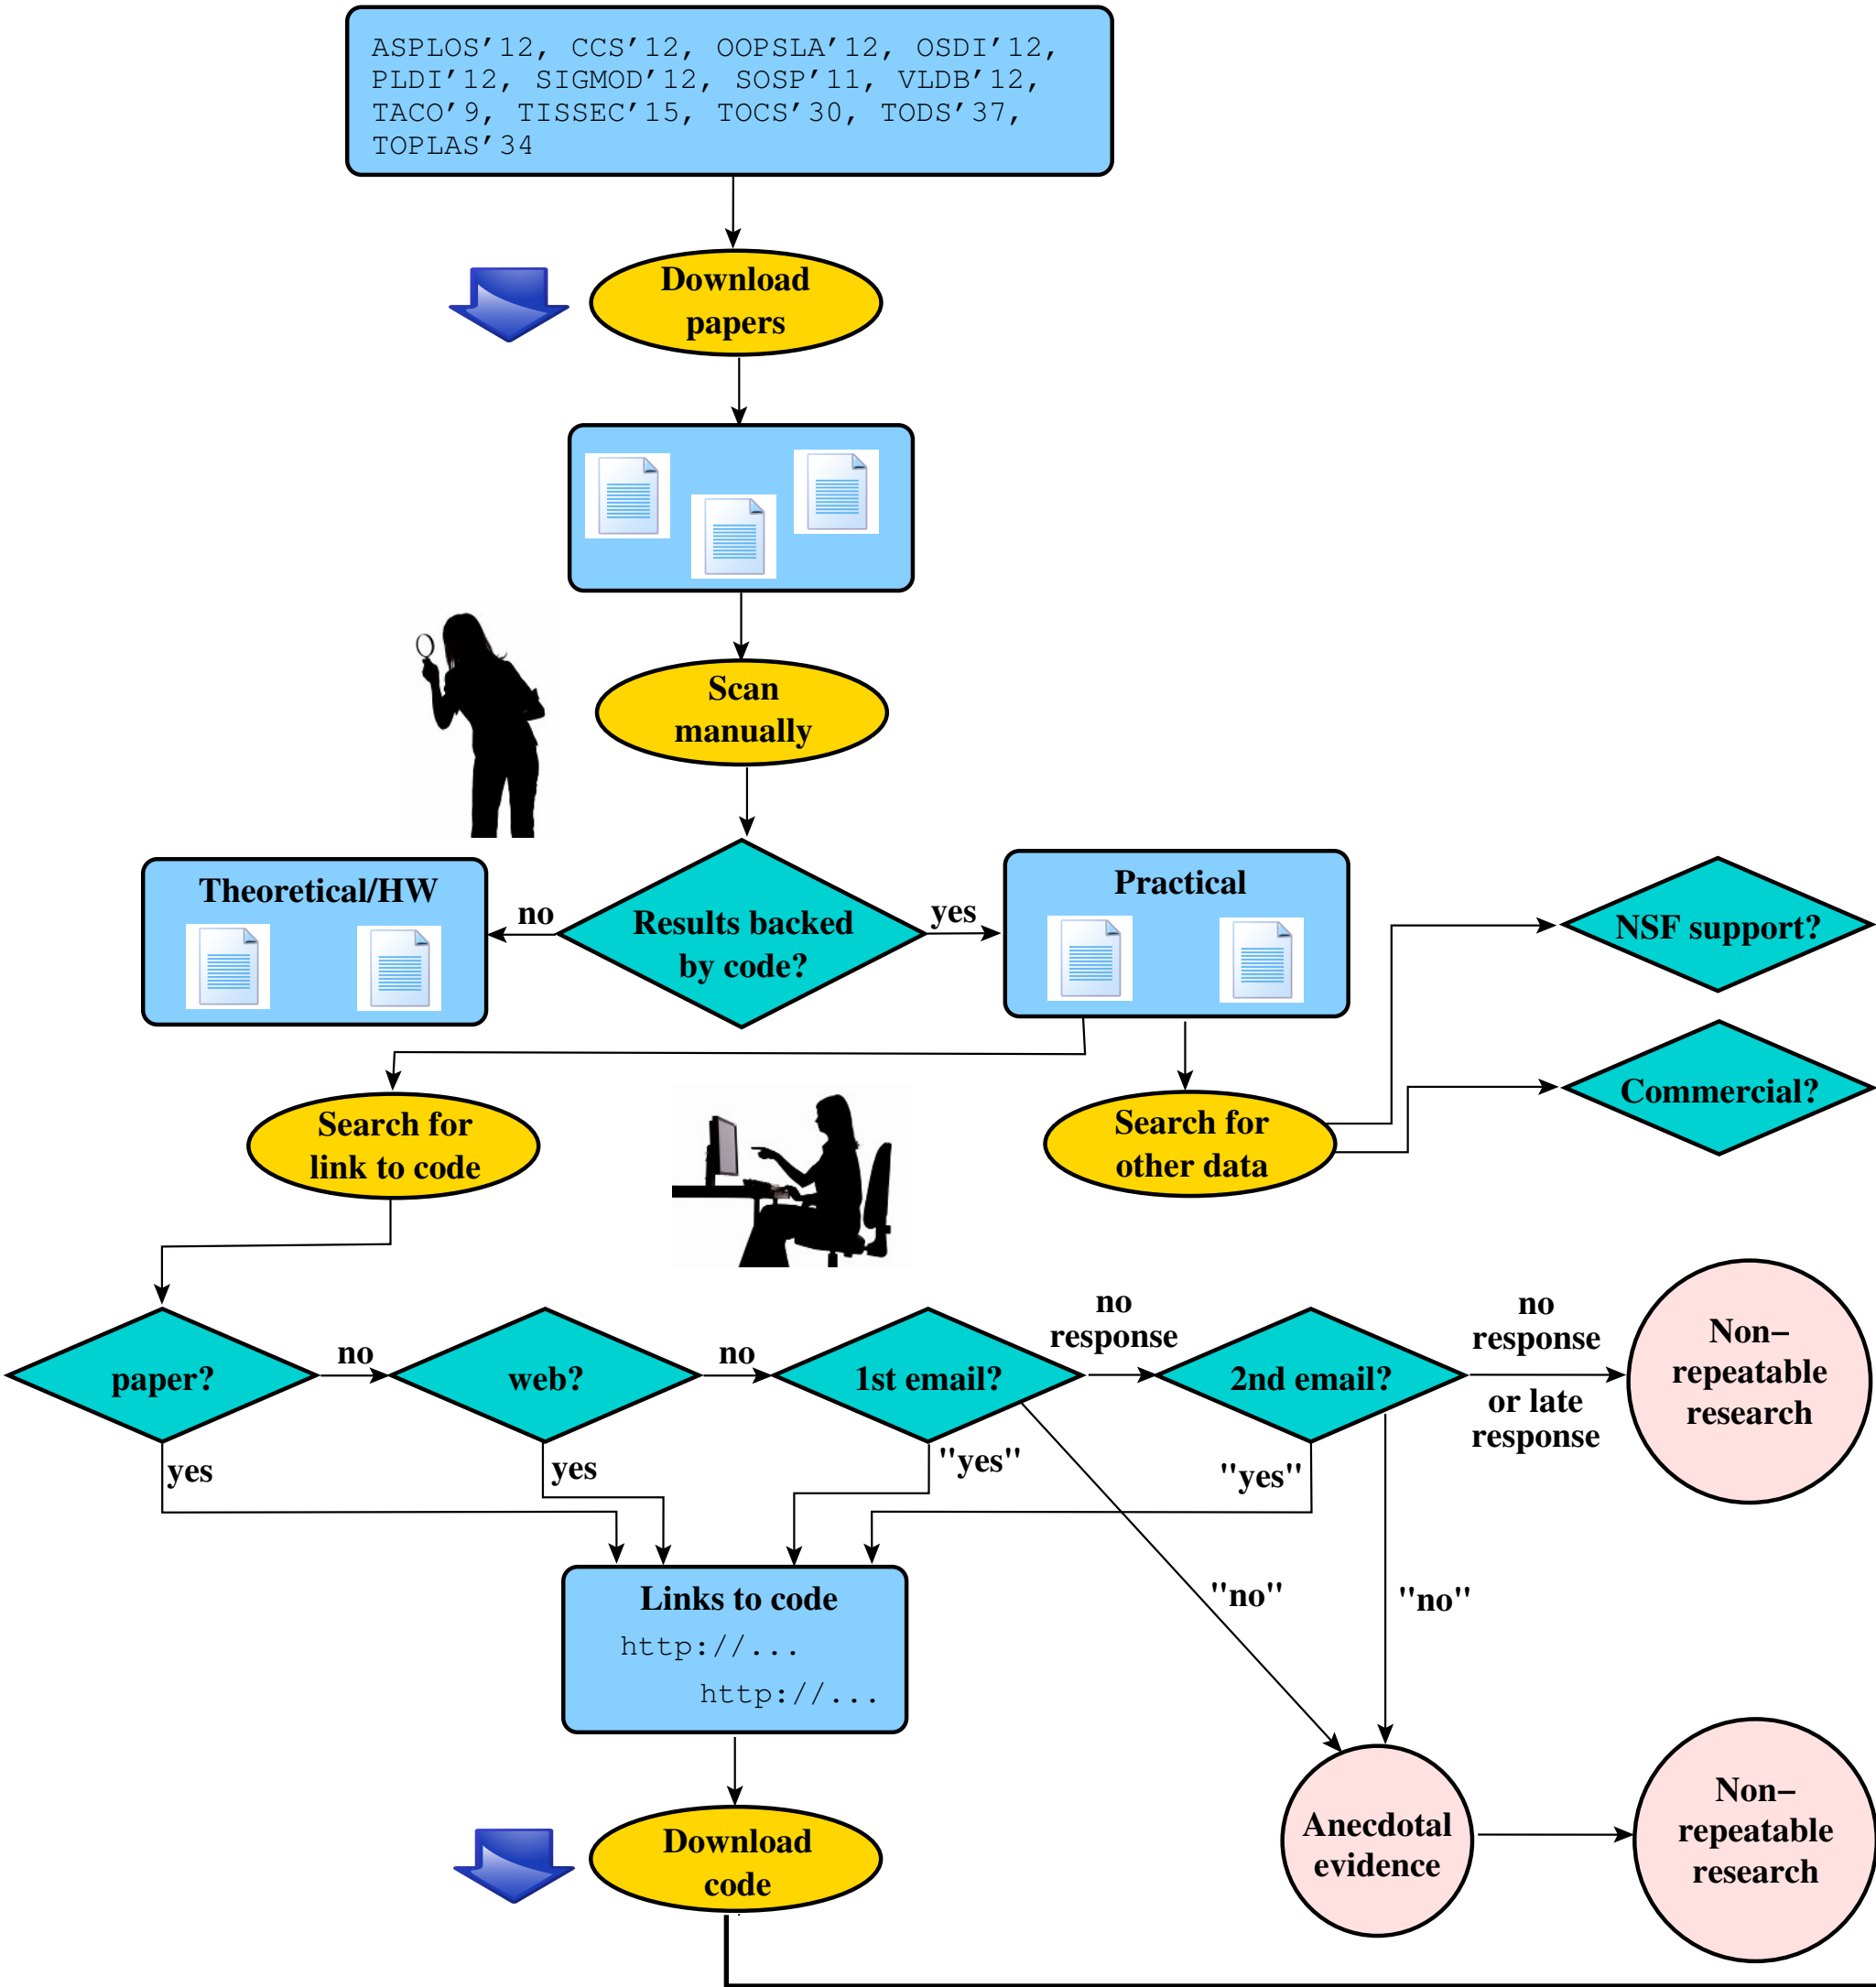 ASPLOS'12, CCS'12, OOPSLA'12, OSDI'12,
PLDI'12, SIGMOD'12, SOSP'11, VLDB'12,
TACO'9, TISSEC'15, TOCS'30, TODS'37,
TOPLAS'34
Download
papers
Scan
manually
Theoretical/HW
no
Results backed
by code?
yes
Practical
NSF support?
Commercial?
Search for
link to code
Search for
other data
paper?
no
web?
no
1st email?
no
response
2nd email?
no
response
or late
response
Non–
repeatable
research
yes
yes
"yes"
"yes"
Links to code
http://...
http://...
"no"
"no"
Download
code
Anecdotal
evidence
Non–
repeatable
research